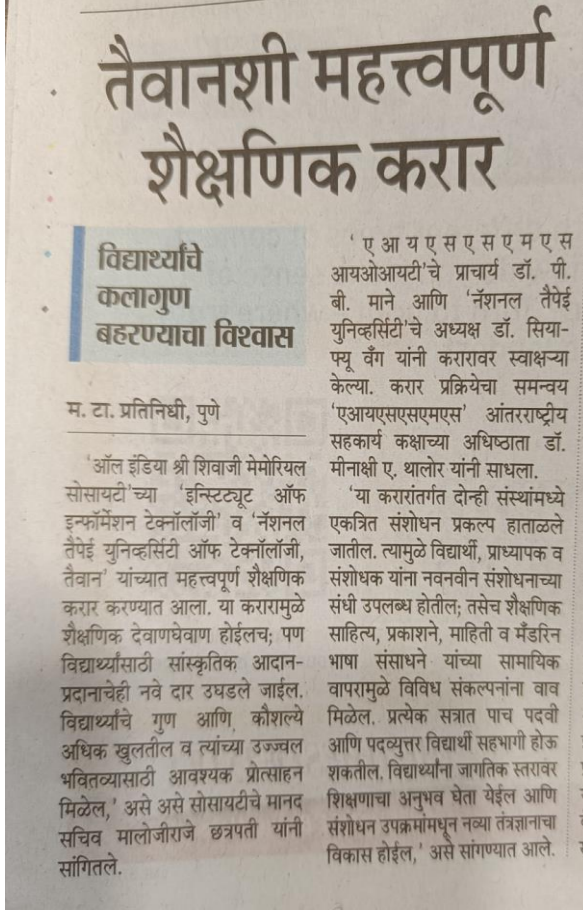 तैवानशी महत्त्वपूर्ण
शैक्षणिक करार
विद्यार्थ्यांचे
कलागुण
बहरण्याचा विश्वास
म. टा. प्रतिनिधी, पुणे
'ऑल इंडिया श्री शिवाजी मेमोरियल
सोसायटी'च्या 'इन्स्टिट्यूट ऑफ
इन्फॉर्मेशन टेक्नॉलॉजी' व 'नॅशनल
तैपेई युनिव्हर्सिटी ऑफ टेक्नॉलॉजी,
तैवान' यांच्यात महत्त्वपूर्ण शैक्षणिक
करार करण्यात आला. या करारामुळे
शैक्षणिक देवाणघेवाण होईलच; पण
विद्यार्थ्यांसाठी सांस्कृतिक आदान-
प्रदानाचेही नवे दार उघडले जाईल.
विद्यार्थ्यांचे गुण आणि कौशल्ये
अधिक खुलतील व त्यांच्या उज्ज्वल
भवितव्यासाठी आवश्यक प्रोत्साहन
मिळेल,' असे असे सोसायटीचे मानद
सचिव मालोजीराजे छत्रपती यांनी
सांगितले.
'एआयएसएसएमएस
आयओआयटी'चे प्राचार्य डॉ. पी.
बी. माने आणि 'नॅशनल तैपेई
युनिव्हर्सिटी'चे अध्यक्ष डॉ. सिया-
फ्यू वँग यांनी करारावर स्वाक्षऱ्या
केल्या. करार प्रक्रियेचा समन्वय
'एआयएसएसएमएस' आंतरराष्ट्रीय
सहकार्य कक्षाच्या अधिष्ठाता डॉ.
मीनाक्षी ए. थालोर यांनी साधला.
'या करारांतर्गत दोन्ही संस्थांमध्ये
एकत्रित संशोधन प्रकल्प हाताळले
जातील. त्यामुळे विद्यार्थी, प्राध्यापक व
संशोधक यांना नवनवीन संशोधनाच्या
संधी उपलब्ध होतील; तसेच शैक्षणिक
साहित्य, प्रकाशने, माहिती व मँडरिन
भाषा संसाधने यांच्या सामायिक
वापरामुळे विविध संकल्पनांना वाव
मिळेल. प्रत्येक सत्रात पाच पदवी
आणि पदव्युत्तर विद्यार्थी सहभागी होऊ
शकतील. विद्यार्थ्यांना जागतिक स्तरावर
शिक्षणाचा अनुभव घेता येईल आणि
संशोधन उपक्रमांमधून नव्या तंत्रज्ञानाचा
विकास होईल,' असे सांगण्यात आले.